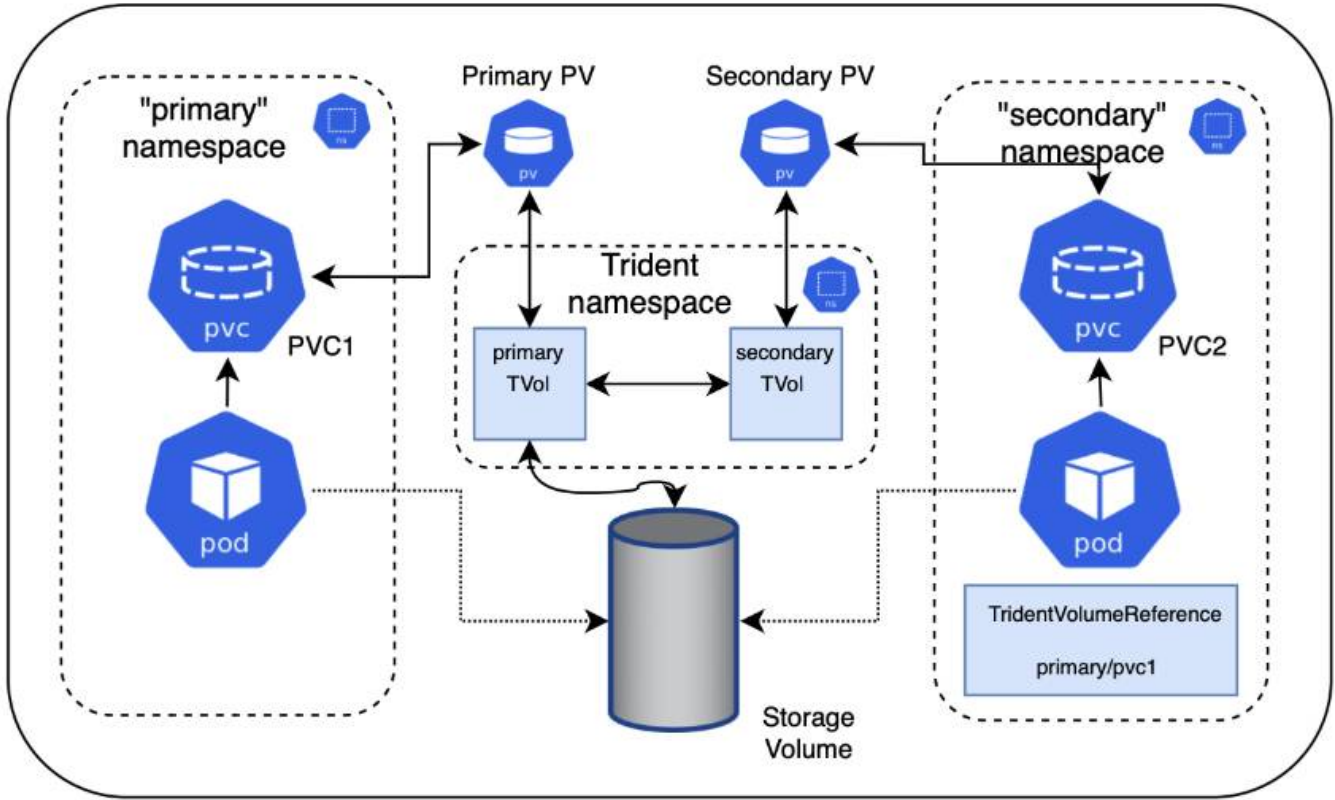 Primary PV
Secondary PV
"primary"
namespace
ns
pv
pv
"secondary"
namespace
ns
Trident
namespace
ns
pvc
PVC1
primary
TVol
secondary
TVol
pvc
PVC2
pod
pod
TridentVolumeReference
primary/pvc1
Storage
Volume